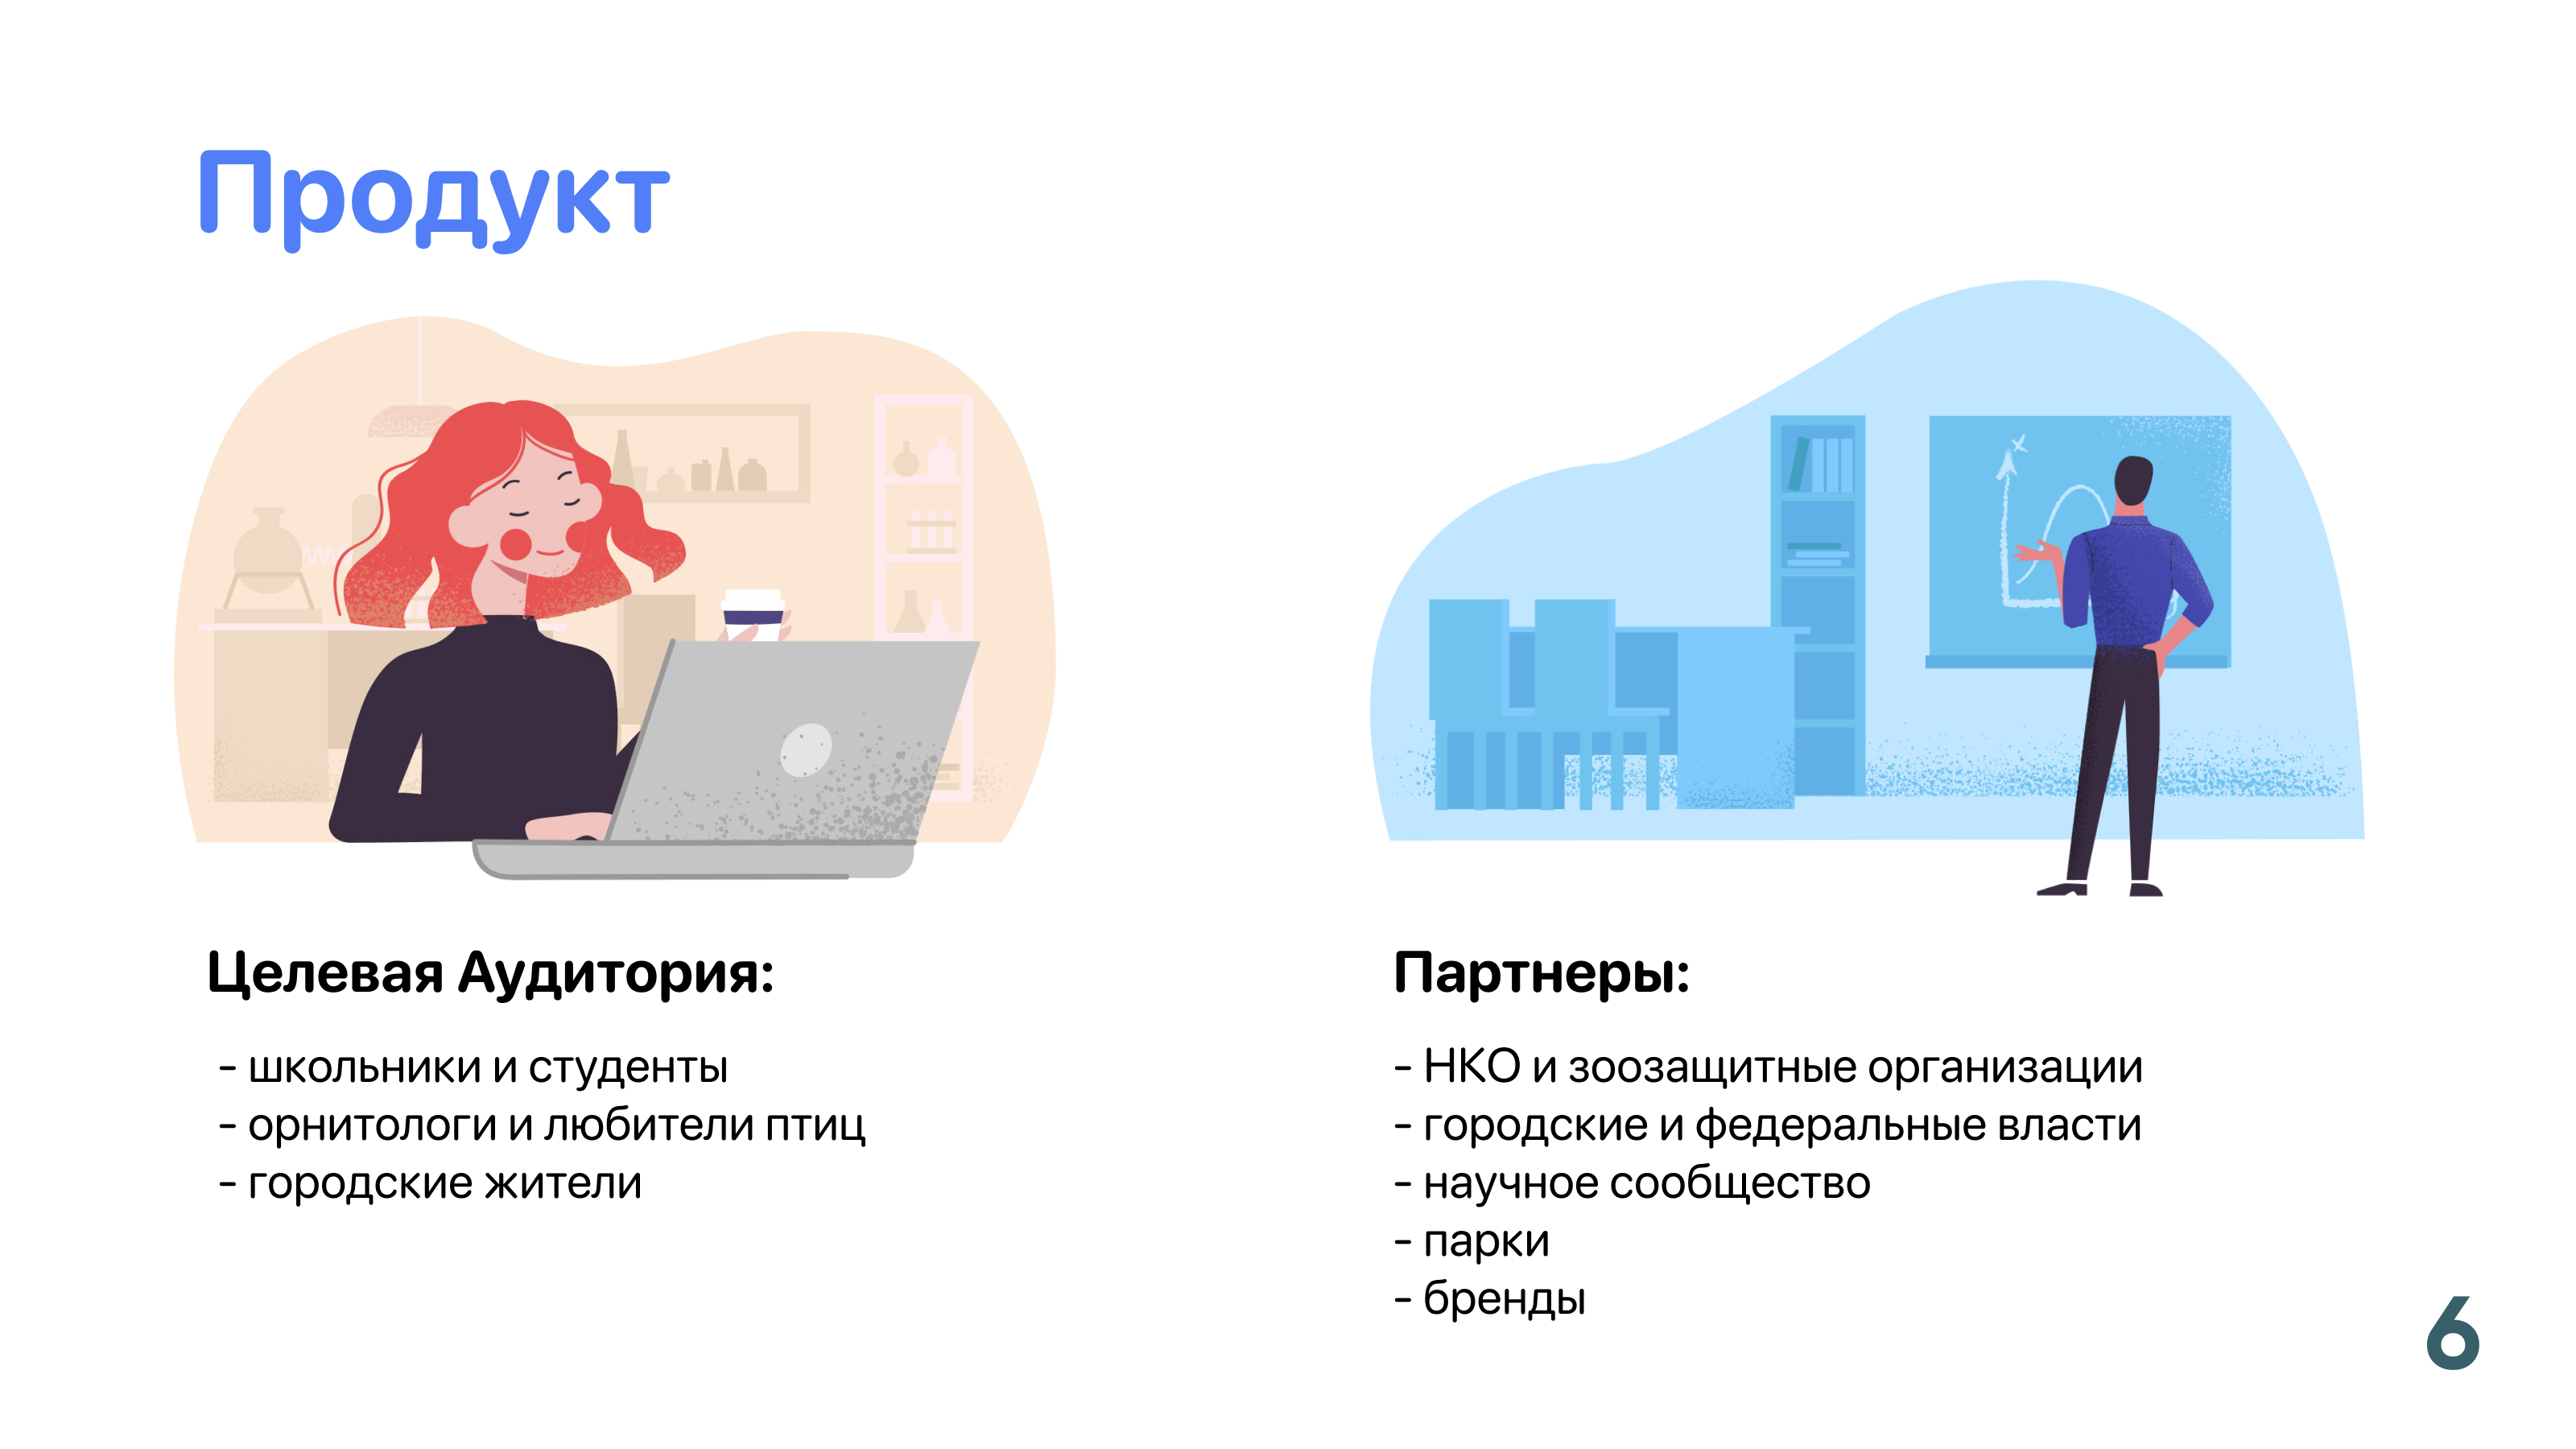 Продукт
Целевая Аудитория:
- школьники и студенты
- орнитологи и любители птиц
- городские жители
Партнеры:
- НКО и зоозащитные организации
- городские и федеральные власти
- научное сообщество
- парки
- бренды
6